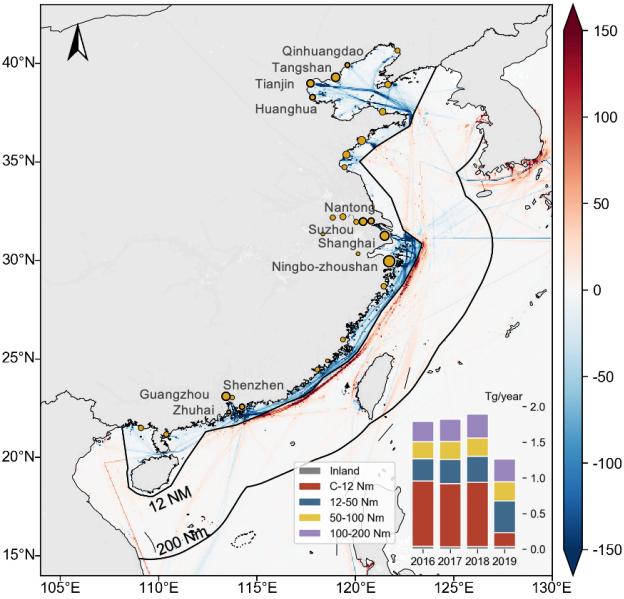 40°N
35°N
30°N
25°N
20°N
15°N
105°E
110°E
115°E
120°E
125°E
130°E
Qinhuangdao
Tangshan
Tianjin
Huanghua
Nantong
Suzhou
Shanghai
Ningbo-zhoushan
Guangzhou
Shenzhen
Zhuhai
12 NM
200 Nm
Inland
C-12 Nm
12-50 Nm
50-100 Nm
100-200 Nm
Tg/year
2.0
1.5
1.0
0.5
0.0
2016 2017 2018 2019
150
100
50
0
-50
-100
-150